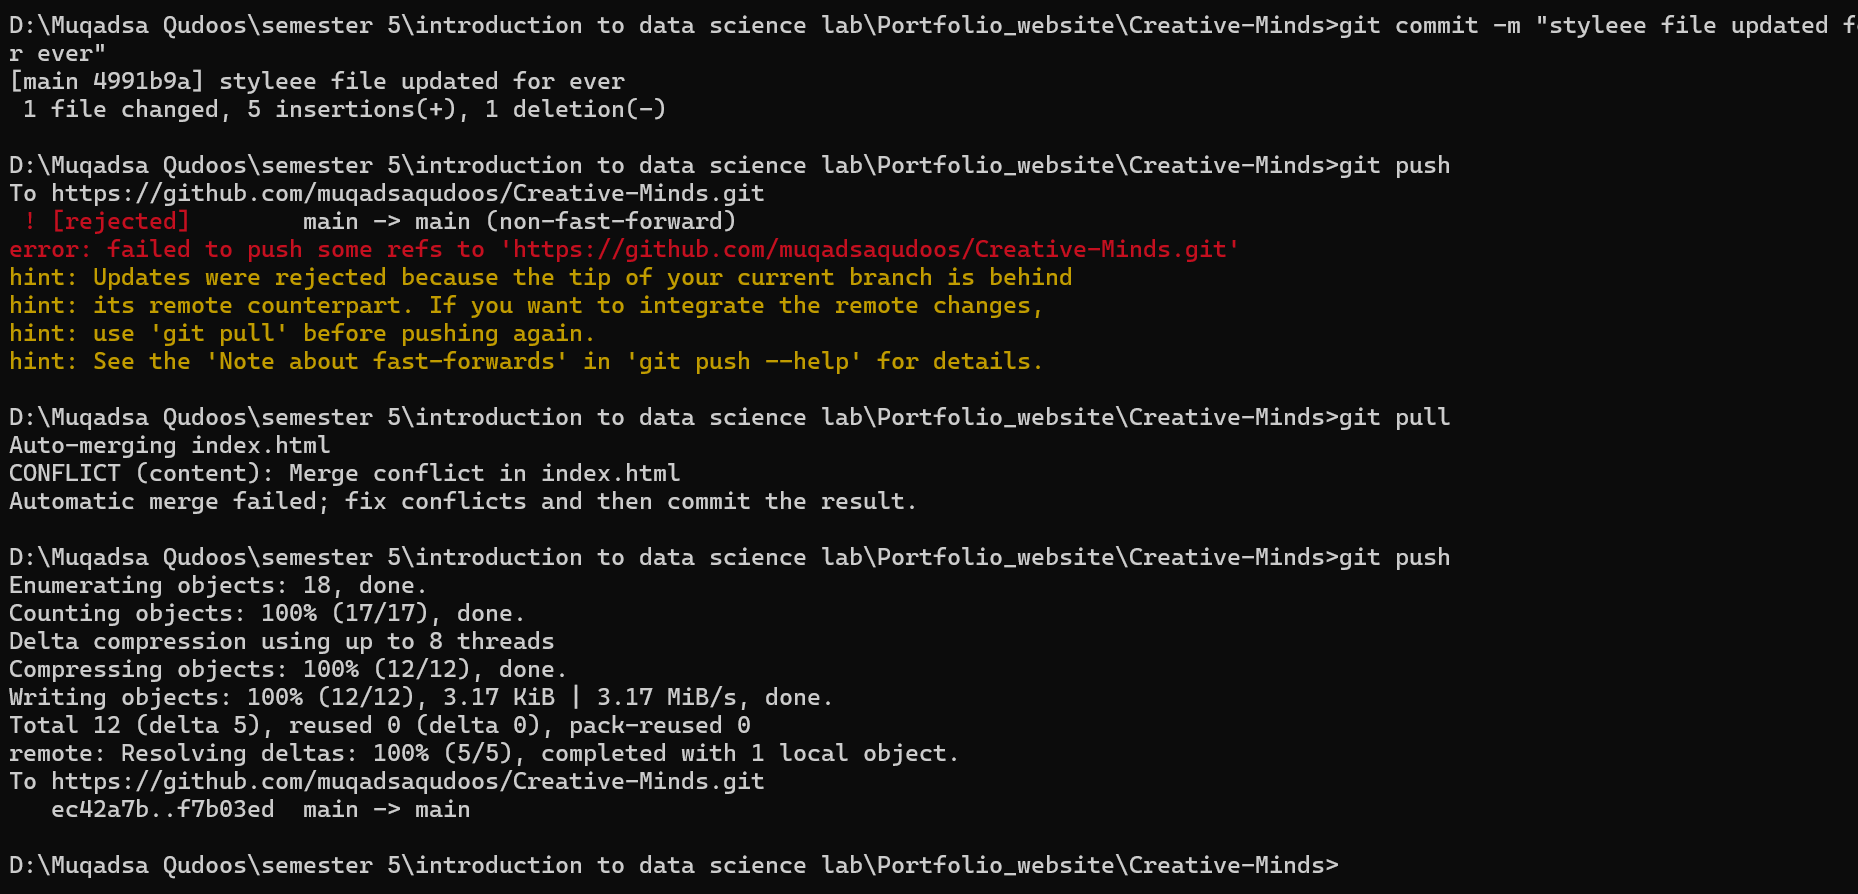 D:\Muqadsa Qudoos\semester 5\introduction to data science lab\Portfolio_website\Creative-Minds>git commit -m "styleee file updated fo
r ever"
[main 4991b9a] styleee file updated for ever
 1 file changed, 5 insertions(+), 1 deletion(-)

D:\Muqadsa Qudoos\semester 5\introduction to data science lab\Portfolio_website\Creative-Minds>git push
To https://github.com/muqadsaqudoos/Creative-Minds.git
 ! [rejected]        main -> main (non-fast-forward)
error: failed to push some refs to 'https://github.com/muqadsaqudoos/Creative-Minds.git'
hint: Updates were rejected because the tip of your current branch is behind
hint: its remote counterpart. If you want to integrate the remote changes,
hint: use 'git pull' before pushing again.
hint: See the 'Note about fast-forwards' in 'git push --help' for details.

D:\Muqadsa Qudoos\semester 5\introduction to data science lab\Portfolio_website\Creative-Minds>git pull
Auto-merging index.html
CONFLICT (content): Merge conflict in index.html
Automatic merge failed; fix conflicts and then commit the result.

D:\Muqadsa Qudoos\semester 5\introduction to data science lab\Portfolio_website\Creative-Minds>git push
Enumerating objects: 18, done.
Counting objects: 100% (17/17), done.
Delta compression using up to 8 threads
Compressing objects: 100% (12/12), done.
Writing objects: 100% (12/12), 3.17 KiB | 3.17 MiB/s, done.
Total 12 (delta 5), reused 0 (delta 0), pack-reused 0
remote: Resolving deltas: 100% (5/5), completed with 1 local object.
To https://github.com/muqadsaqudoos/Creative-Minds.git
   ec42a7b..f7b03ed  main -> main

D:\Muqadsa Qudoos\semester 5\introduction to data science lab\Portfolio_website\Creative-Minds>